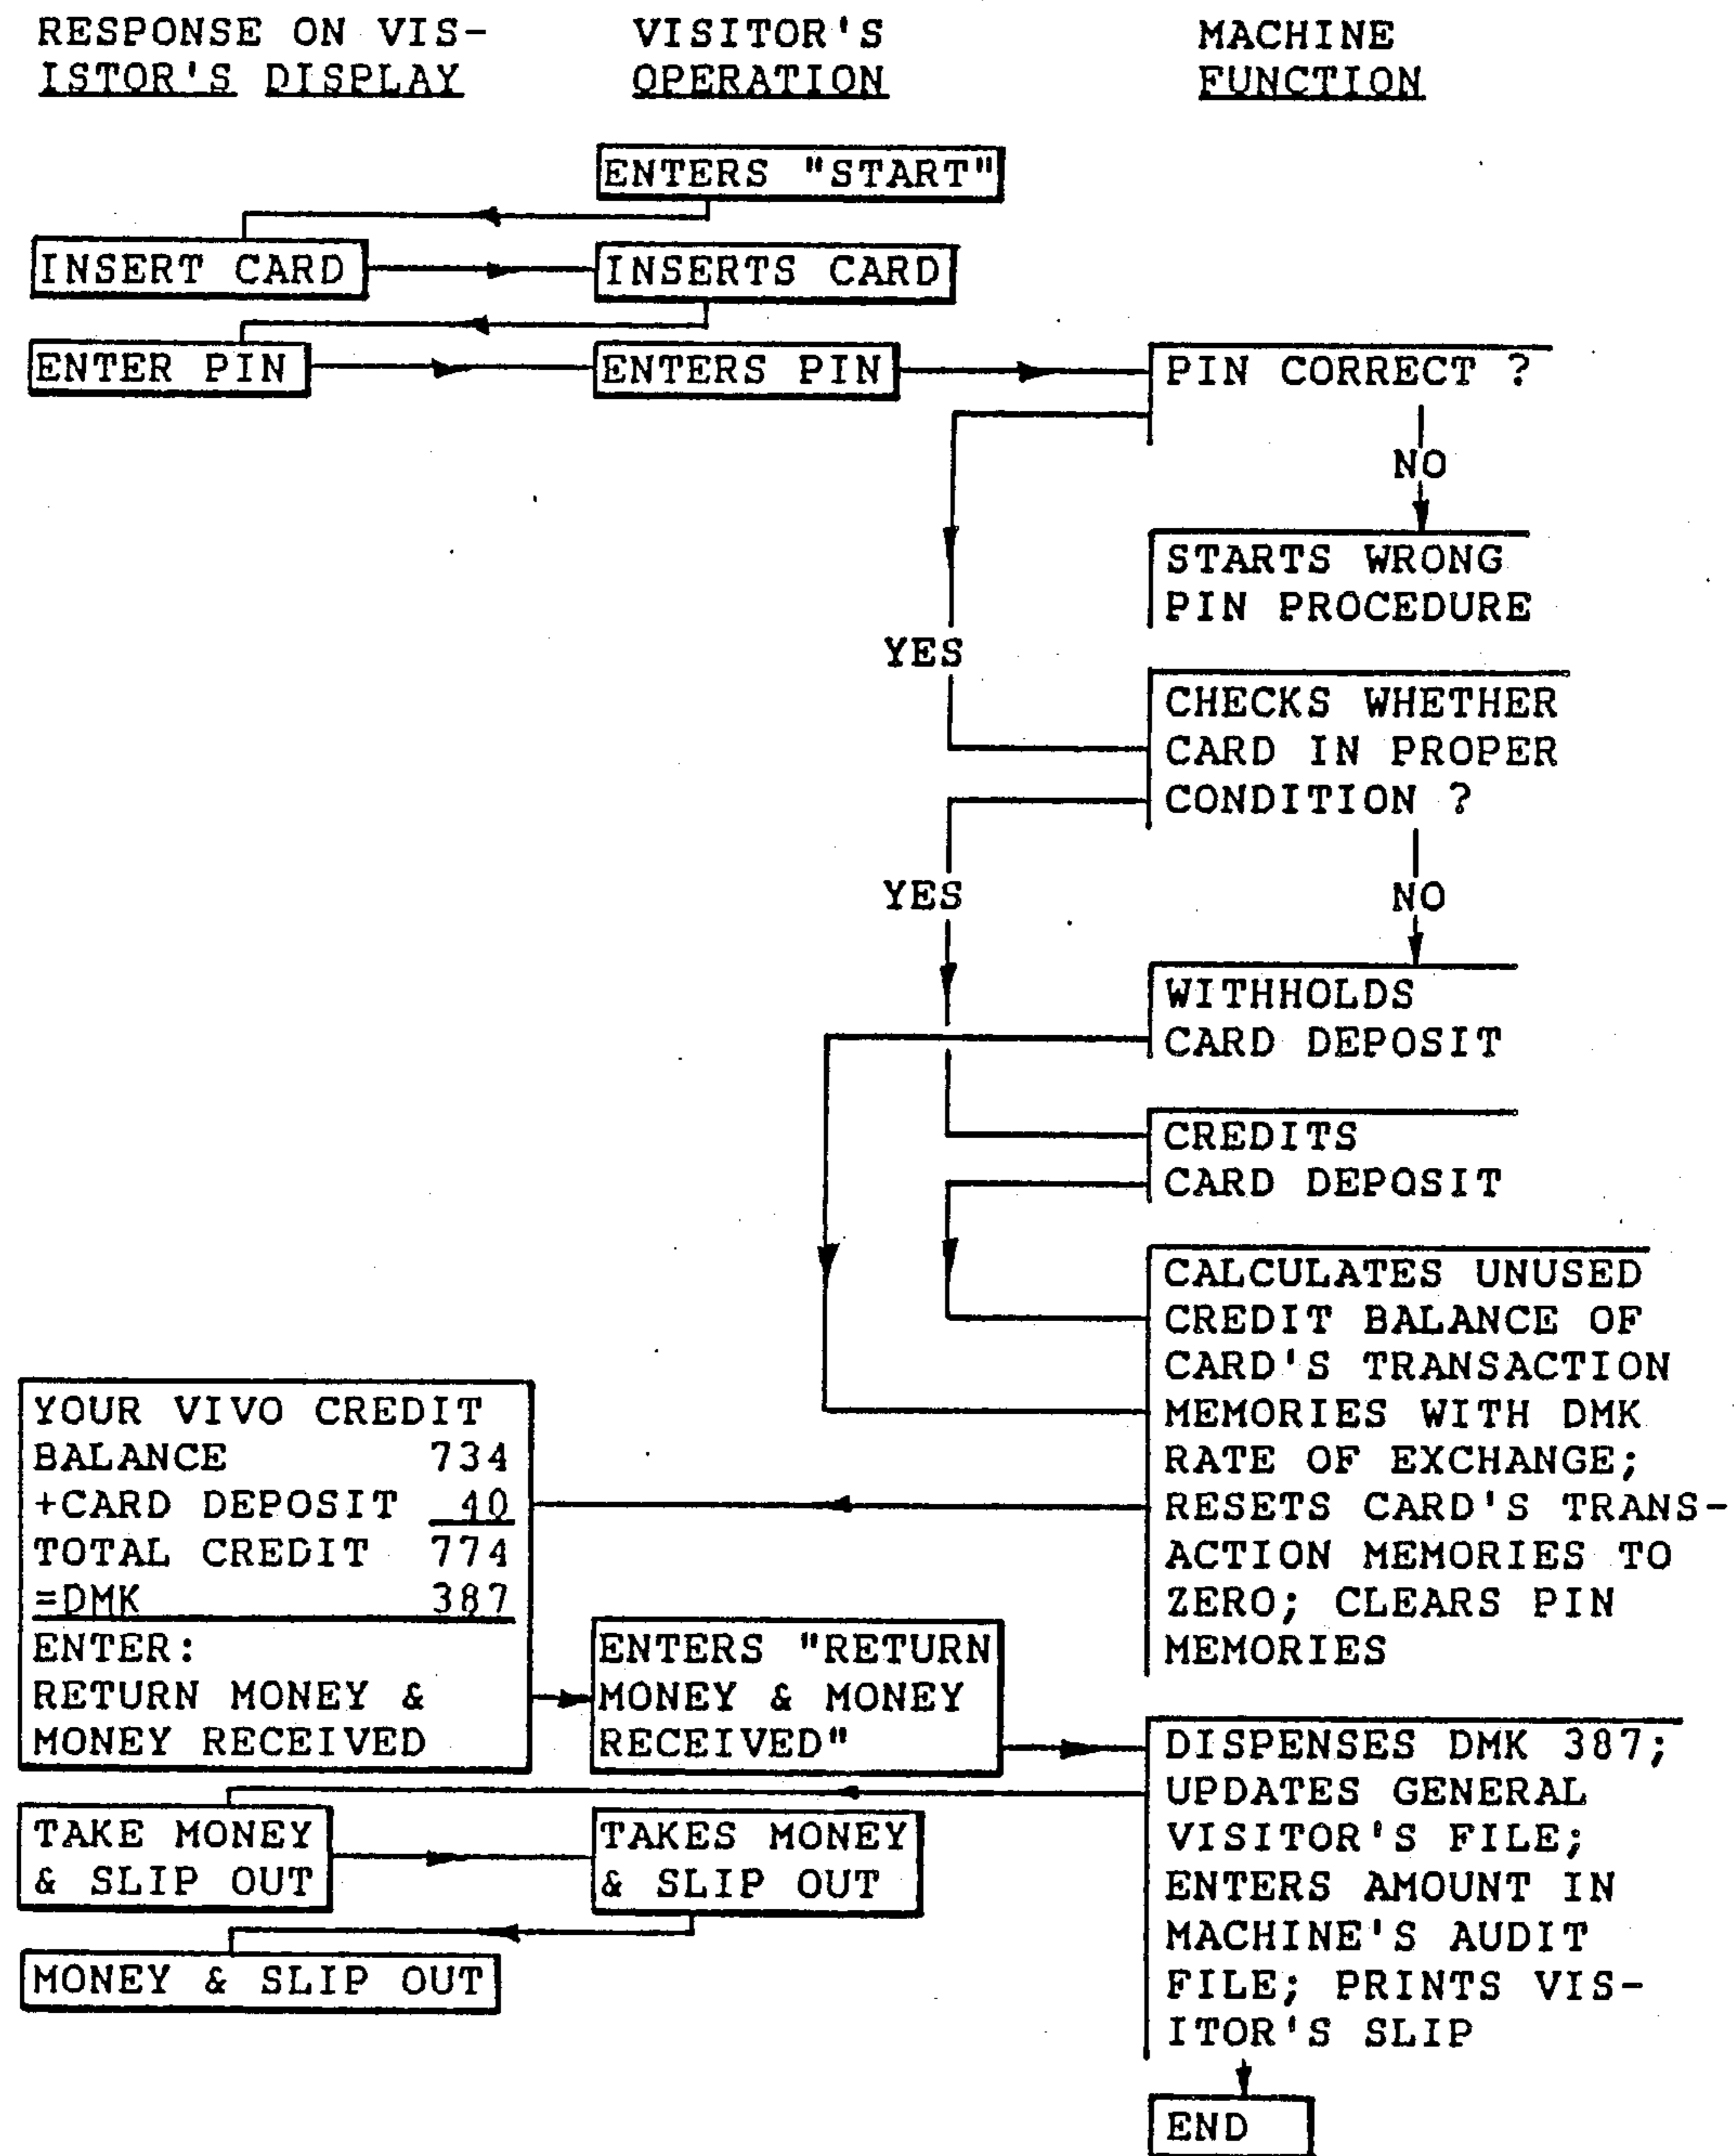 RESPONSE ON VIS-
ISTOR'S DISPLAY
VISITOR'S
OPERATION
MACHINE
FUNCTION
ENTERS "START"
INSERT CARD
INSERTS CARD
ENTER PIN
ENTERS PIN
PIN CORRECT ?
NO
STARTS WRONG
PIN PROCEDURE
YES
CHECKS WHETHER
CARD IN PROPER
CONDITION ?
YES
NO
WITHHOLDS
CARD DEPOSIT
CREDITS
CARD DEPOSIT
CALCULATES UNUSED
CREDIT BALANCE OF
CARD'S TRANSACTION
MEMORIES WITH DMK
RATE OF EXCHANGE;
RESETS CARD'S TRANS-
ACTION MEMORIES TO
ZERO; CLEARS PIN
MEMORIES
YOUR VIVO CREDIT
BALANCE 734
+CARD DEPOSIT 40
TOTAL CREDIT 774
=DMK 387
ENTER:
RETURN MONEY &
MONEY RECEIVED
ENTERS "RETURN
MONEY & MONEY
RECEIVED"
DISPENSES DMK 387;
UPDATES GENERAL
VISITOR'S FILE;
ENTERS AMOUNT IN
MACHINE'S AUDIT
FILE; PRINTS VIS-
ITOR'S SLIP
TAKE MONEY
& SLIP OUT
TAKES MONEY
& SLIP OUT
MONEY & SLIP OUT
END